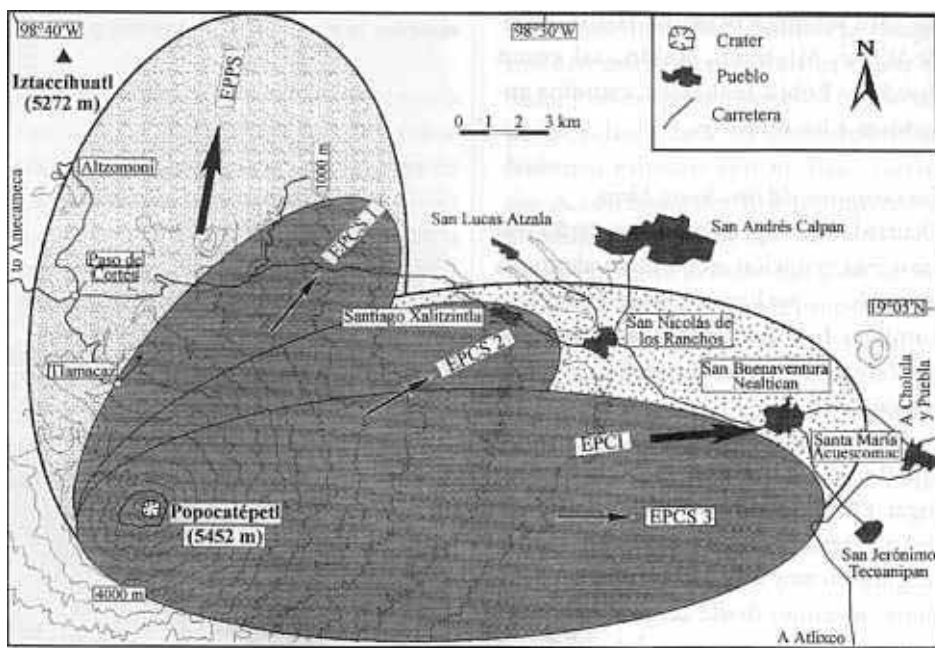 98°40'W
Iztaccíhuatl
(5272 m)
EPPS 1
98°30'W
0 1 2 3 km
Crater
Pueblo
Carretera
N
to Amecameca
Altzomoni
3000 m
Paso de
Cortés
EPCS 1
San Lucas Atzala
San Andrés Calpan
Santiago Xalitzintla
19°05'N
San Nicolás de
los Ranchos
Tlamacaz
EPCS 2
San Buenaventura
Nealtican
A Cholula
y Puebla
EPC1
Santa María
Acuescomac
Popocatépetl
(5452 m)
EPCS 3
San Jerónimo
Tecuanipan
4000 m
A Atlixco